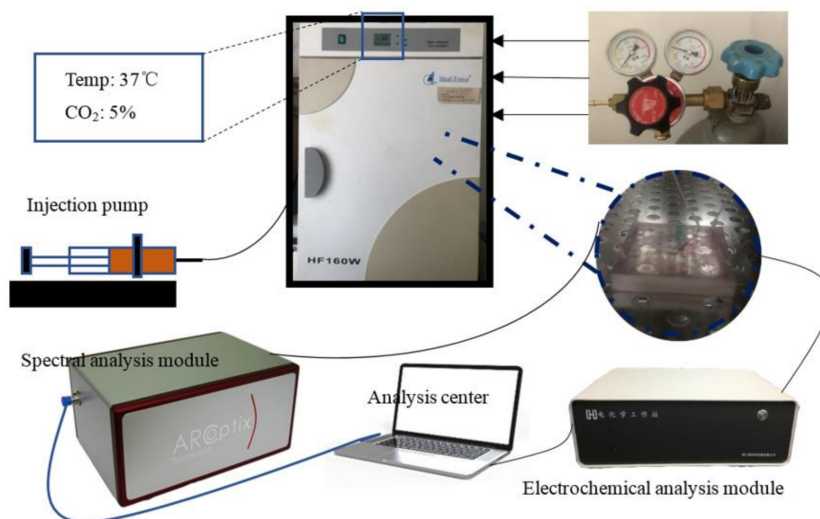 Temp: 37℃
CO₂: 5%
Heal Force
Injection pump
HF160W
Spectral analysis module
ARCoptix
Analysis center
电化学工作站
Electrochemical analysis module